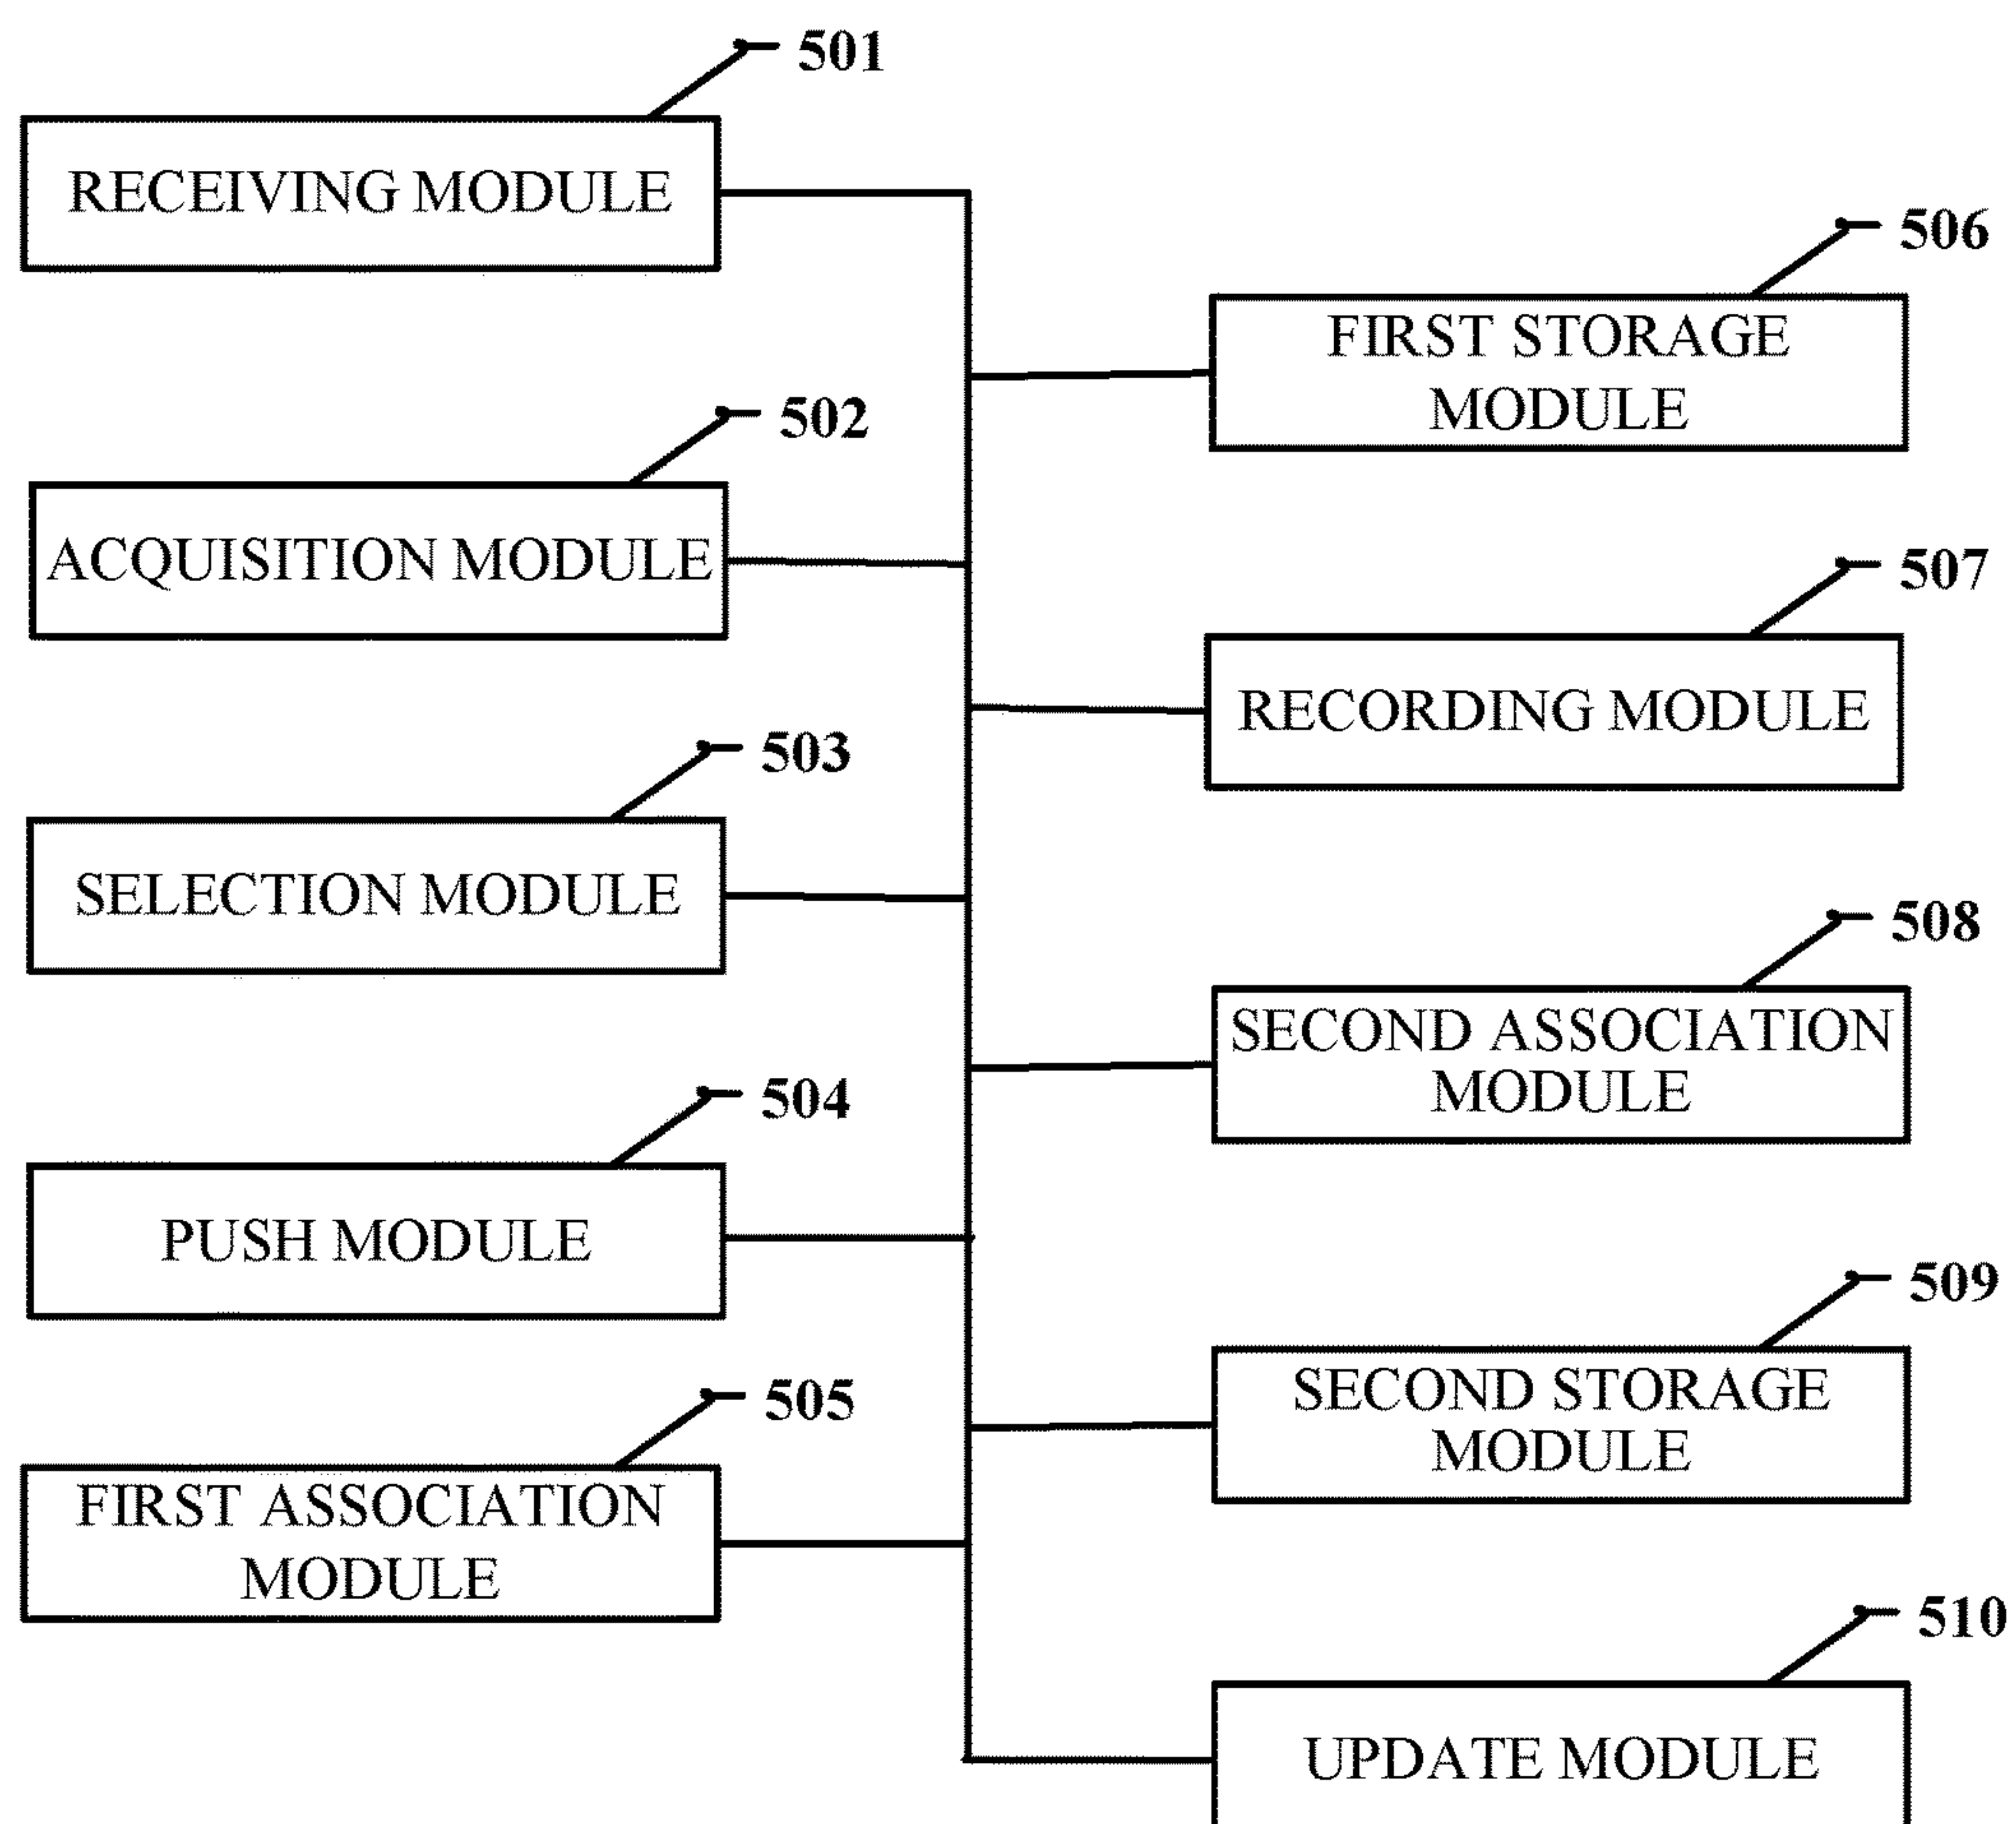 501
RECEIVING MODULE
502
ACQUISITION MODULE
503
SELECTION MODULE
504
PUSH MODULE
505
FIRST ASSOCIATION
MODULE
506
FIRST STORAGE
MODULE
507
RECORDING MODULE
508
SECOND ASSOCIATION
MODULE
509
SECOND STORAGE
MODULE
510
UPDATE MODULE